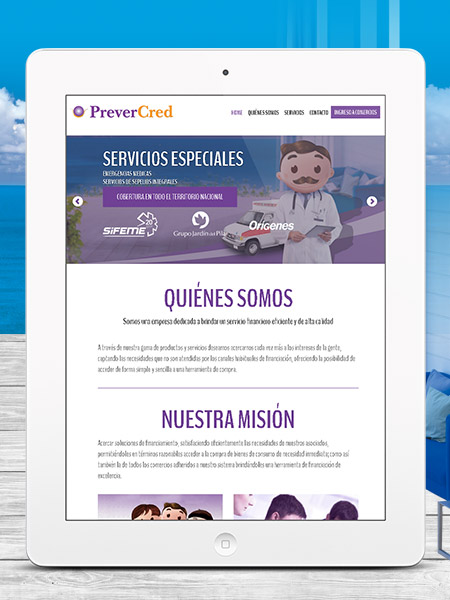 PreverCred
HOME QUIÉNES SOMOS SERVICIOS CONTACTO INGRESO A COMERCIOS
SERVICIOS ESPECIALES
EMERGENCIAS MEDICAS
SERVICIOS DE SEPELIOS INTEGRALES
COBERTURA EN TODO EL TERRITORIO NACIONAL
SIFEME 20
Grupo Jardín del Pilar
Orígenes
QUIÉNES SOMOS
Somos una empresa dedicada a brindar un servicio financiero eficiente y de alta calidad
A través de nuestra gama de productos y servicios deseamos acercarnos cada vez más a los intereses de la gente,
captando las necesidades que no son atendidas por los canales habituales de financiación, ofreciendo la posibilidad de
acceder de forma simple y sencilla a una herramienta de compra.
NUESTRA MISIÓN
Acercar soluciones de financiamiento, satisfaciendo eficientemente las necesidades de nuestros asociados,
permitiéndoles en términos razonables acceder a la compra de bienes de consumo de necesidad inmediata; como así
también la de todos los comercios adheridos a nuestro sistema brindándoles una herramienta de financiación de
excelencia.